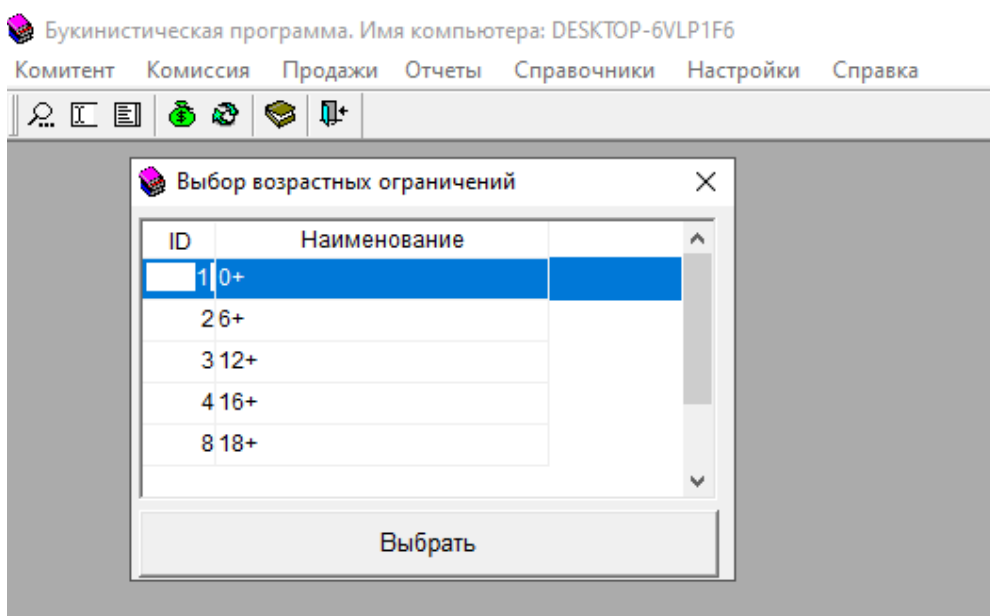 Букинистическая программа. Имя компьютера: DESKTOP-6VLP1F6
Комитент Комиссия Продажи Отчеты Справочники Настройки Справка
Выбор возрастных ограничений
ID Наименование
1 0+
2 6+
3 12+
4 16+
8 18+
Выбрать